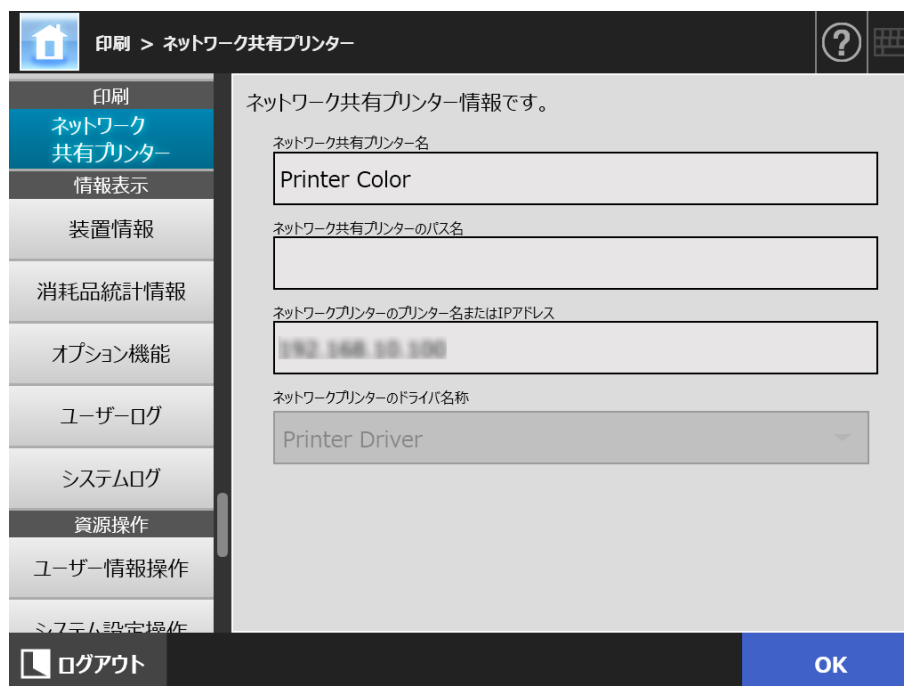 印刷 > ネットワーク共有プリンター
印刷
ネットワーク
共有プリンター
情報表示
装置情報
消耗品統計情報
オプション機能
ユーザーログ
システムログ
資源操作
ユーザー情報操作
システム設定操作
ネットワーク共有プリンター情報です。
ネットワーク共有プリンター名
Printer Color
ネットワーク共有プリンターのパス名
ネットワークプリンターのプリンター名またはIPアドレス
ネットワークプリンターのドライバ名称
Printer Driver
ログアウト
OK